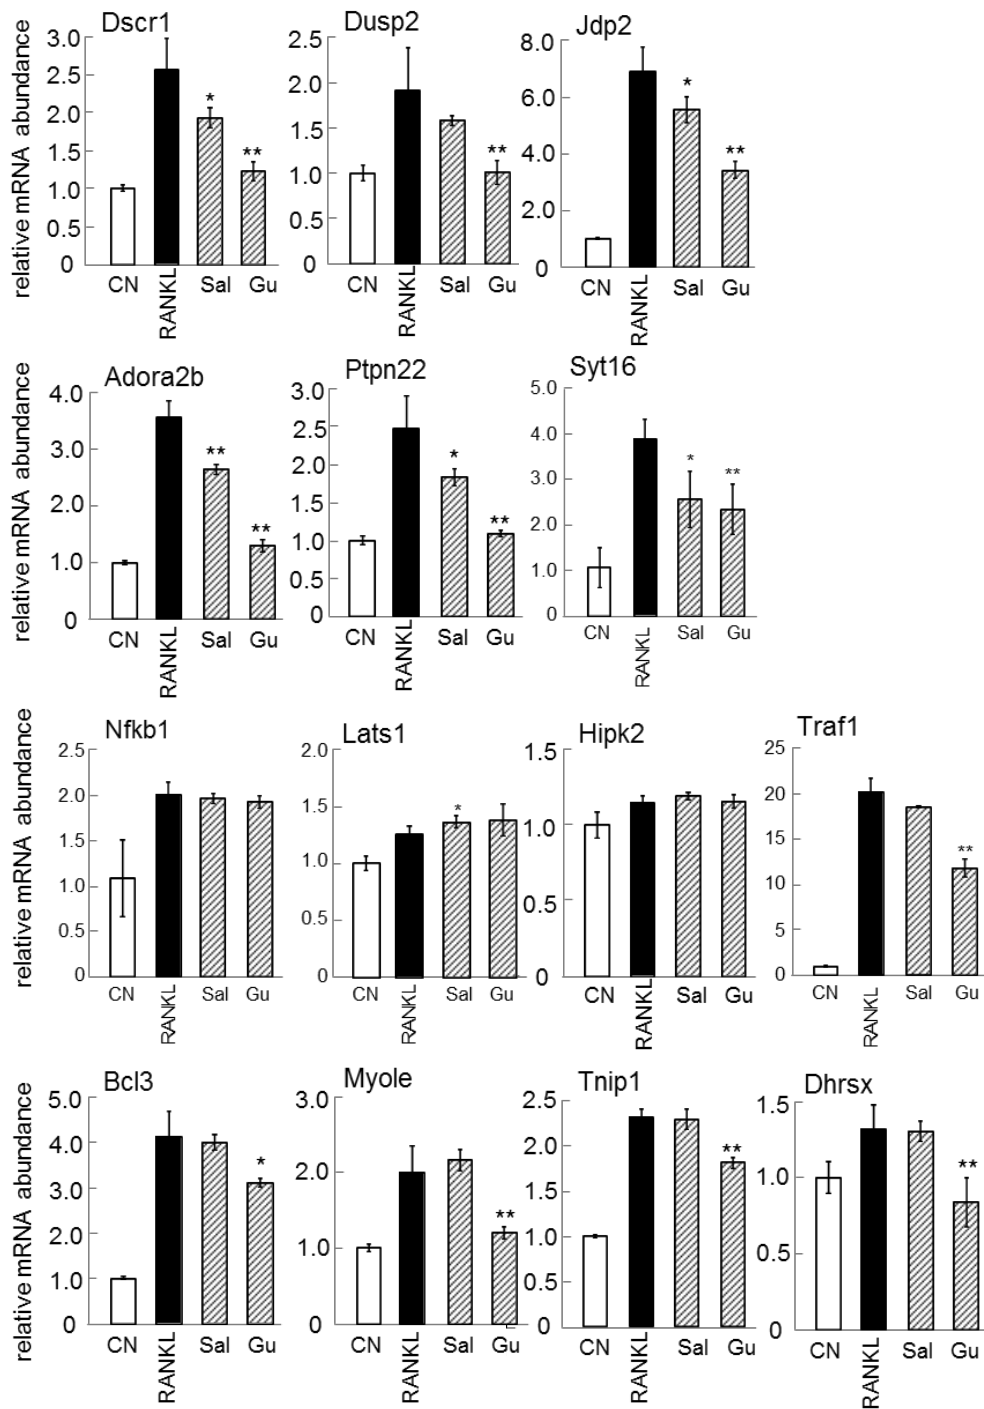 Dscr1
Dusp2
Jdp2
relative mRNA abundance
3.0
2.5
2.0
1.5
1.0
0.5
0
2.5
2.0
1.5
1.0
0.5
0
8.0
6.0
4.0
2.0
0
*
**
**
*
**
CN RANKL Sal Gu
CN RANKL Sal Gu
CN RANKL Sal Gu
Adora2b
Ptpn22
Syt16
relative mRNA abundance
4.0
3.0
2.0
1.0
0
3.0
2.5
2.0
1.5
1.0
0.5
0
5.0
4.0
3.0
2.0
1.0
0
**
**
*
**
*
**
CN RANKL Sal Gu
CN RANKL Sal Gu
CN RANKL Sal Gu
Nfkb1
Lats1
Hipk2
Traf1
relative mRNA abundance
2.5
2.0
1.5
1.0
0.5
0
2.0
1.5
1.0
0.5
0
1.5
1.0
0.5
0
25
20
15
10
5
0
*
**
CN RANKL Sal Gu
CN RANKL Sal Gu
CN RANKL Sal Gu
CN RANKL Sal Gu
Bcl3
Myole
Tnip1
Dhrsx
relative mRNA abundance
5.0
4.0
3.0
2.0
1.0
0
3.0
2.0
1.0
0
2.5
2.0
1.5
1.0
0.5
0
1.5
1.0
0.5
0
*
**
**
**
CN RANKL Sal Gu
CN RANKL Sal Gu
CN RANKL Sal Gu
CN RANKL Sal Gu